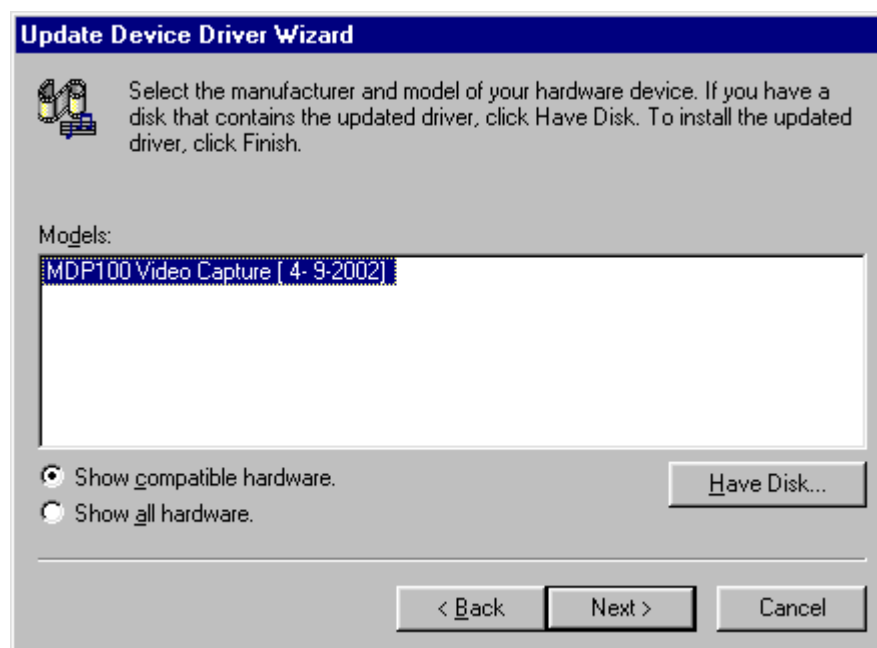 Update Device Driver Wizard
Select the manufacturer and model of your hardware device. If you have a
disk that contains the updated driver, click Have Disk. To install the updated
driver, click Finish.
Models:
MDP100 Video Capture [ 4- 9-2002]
Show compatible hardware.
Have Disk...
Show all hardware.
< Back
Next >
Cancel